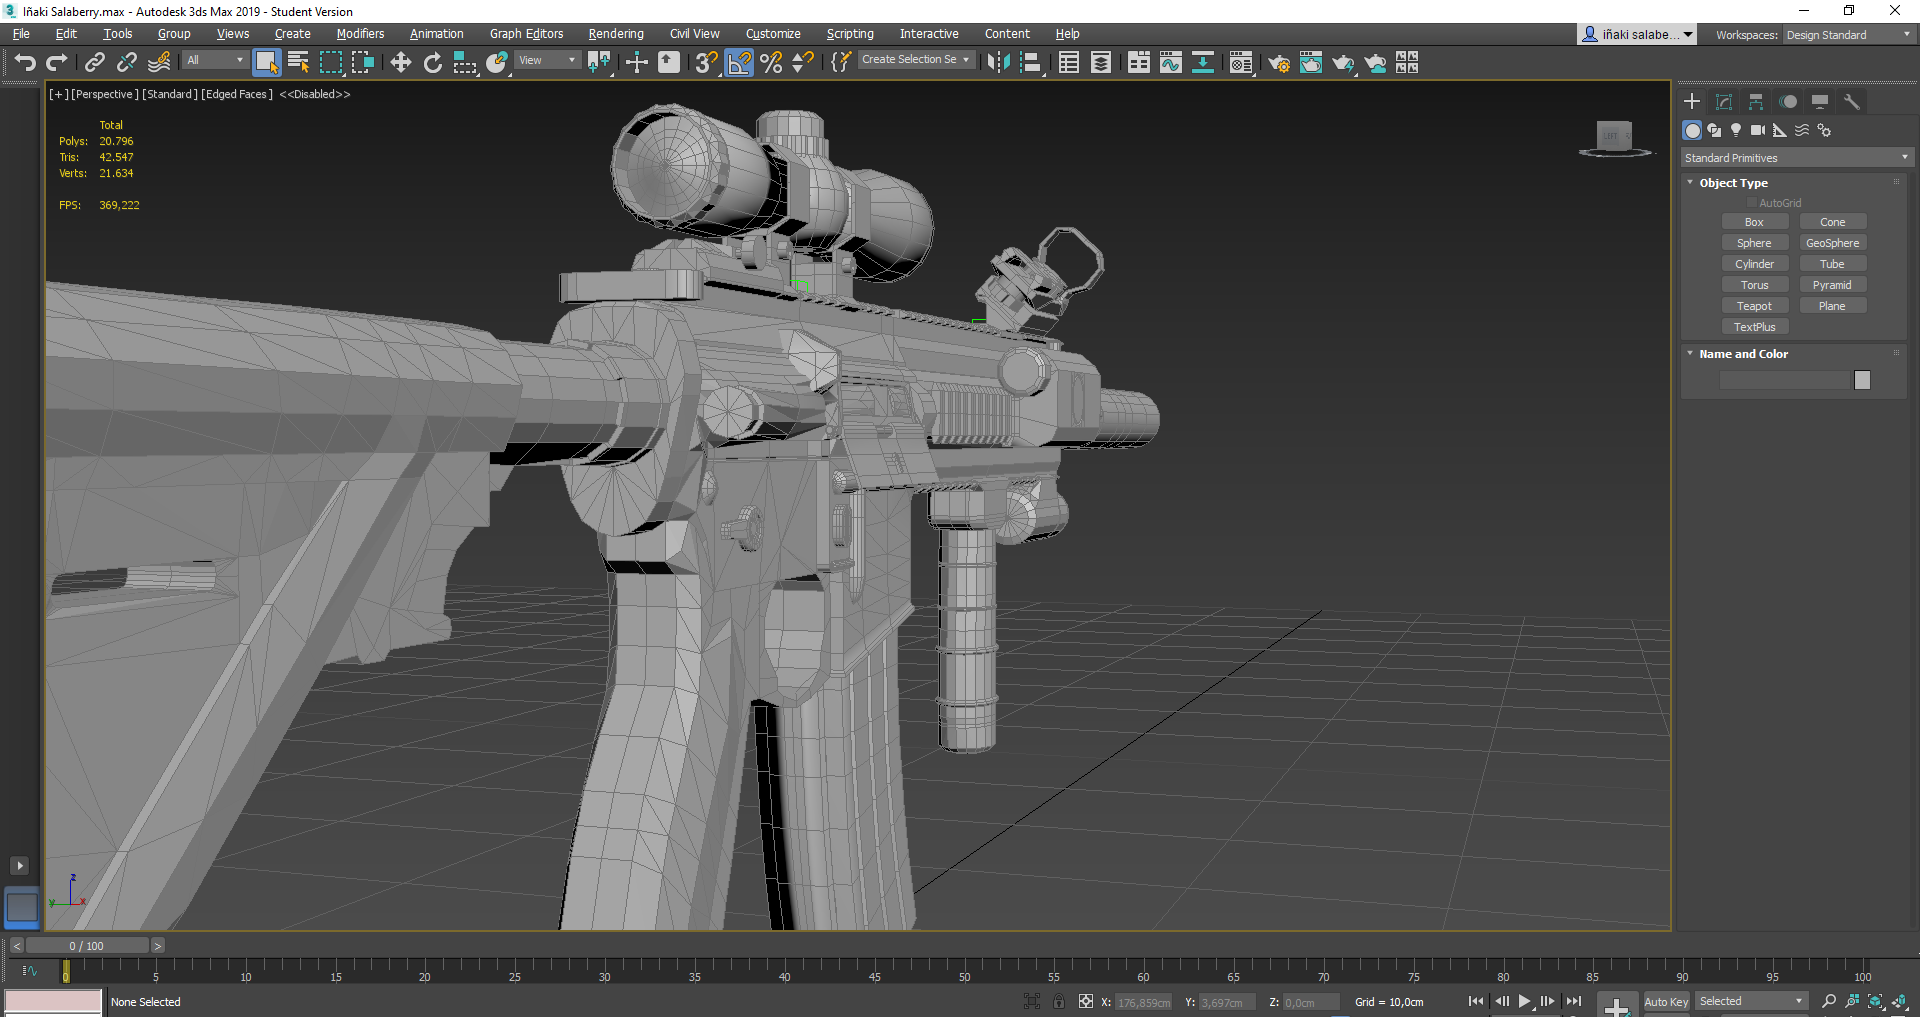 Iñaki Salaberry.max - Autodesk 3ds Max 2019 - Student Version
File Edit Tools Group Views Create Modifiers Animation Graph Editors Rendering Civil View Customize Scripting Interactive Content Help
iñaki salabe... Workspaces: Design Standard
All View 3 Create Selection Se
[+] [Perspective ] [Standard ] [Edged Faces ] <<Disabled>>
Total
Polys: 20.796
Tris: 42.547
Verts: 21.634
FPS: 369,222
LEFT
Standard Primitives
Object Type
AutoGrid
Box Cone
Sphere GeoSphere
Cylinder Tube
Torus Pyramid
Teapot Plane
TextPlus
Name and Color
z
y x
< 0 / 100 >
0 5 10 15 20 25 30 35 40 45 50 55 60 65 70 75 80 85 90 95 100
None Selected
X: 176,859cm Y: 3,697cm Z: 0,0cm Grid = 10,0cm
Auto Key Selected